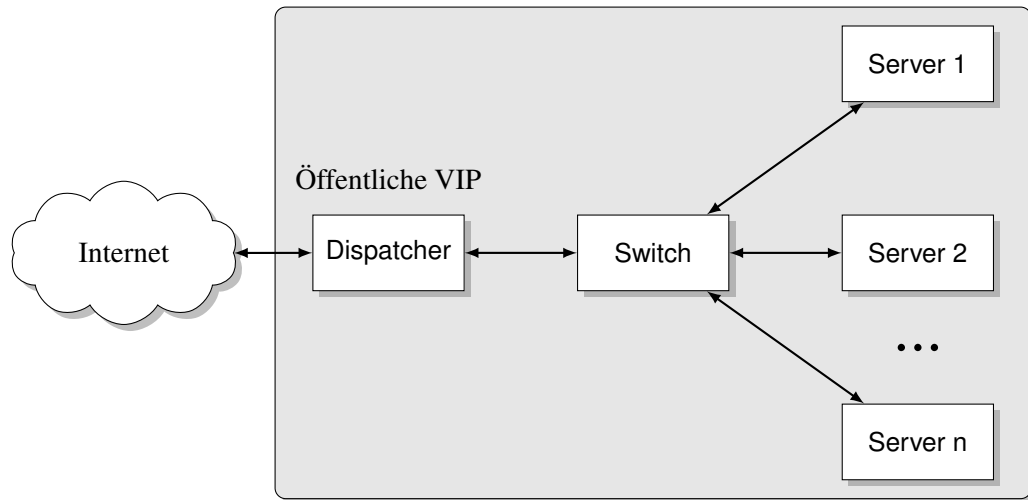 Server 1
Öffentliche VIP
Internet
Dispatcher
Switch
Server 2
...
Server n